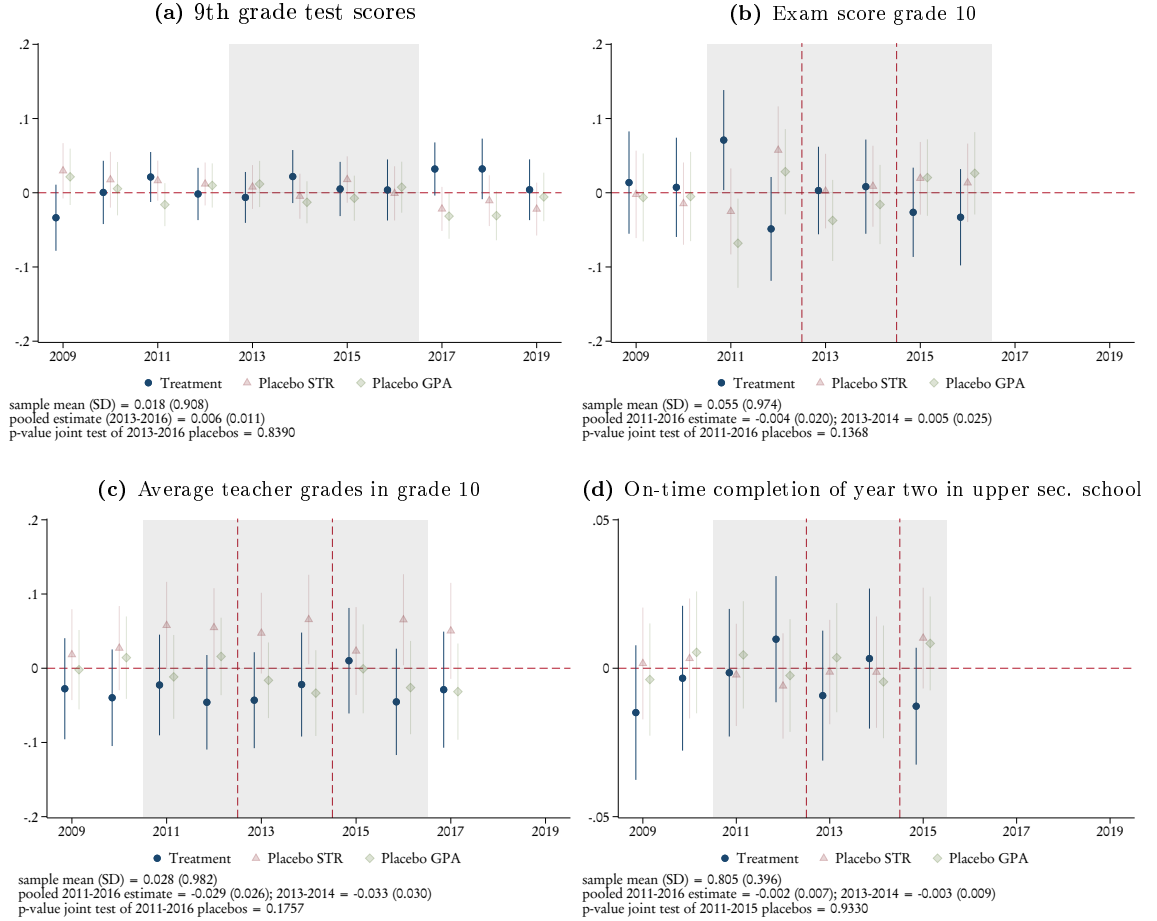 (a) 9th grade test scores
.2
.1
0
-.1
-.2
2009 2011 2013 2015 2017 2019
Treatment Placebo STR Placebo GPA
sample mean (SD) = 0.018 (0.908)
pooled estimate (2013-2016) = 0.006 (0.011)
p-value joint test of 2013-2016 placebos = 0.8390
(b) Exam score grade 10
.2
.1
0
-.1
-.2
2009 2011 2013 2015 2017 2019
Treatment Placebo STR Placebo GPA
sample mean (SD) = 0.055 (0.974)
pooled 2011-2016 estimate = -0.004 (0.020); 2013-2014 = 0.005 (0.025)
p-value joint test of 2011-2016 placebos = 0.1368
(c) Average teacher grades in grade 10
.2
.1
0
-.1
-.2
2009 2011 2013 2015 2017 2019
Treatment Placebo STR Placebo GPA
sample mean (SD) = 0.028 (0.982)
pooled 2011-2016 estimate = -0.029 (0.026); 2013-2014 = -0.033 (0.030)
p-value joint test of 2011-2016 placebos = 0.1757
(d) On-time completion of year two in upper sec. school
.05
0
-.05
2009 2011 2013 2015 2017 2019
Treatment Placebo STR Placebo GPA
sample mean (SD) = 0.805 (0.396)
pooled 2011-2016 estimate = -0.002 (0.007); 2013-2014 = -0.003 (0.009)
p-value joint test of 2011-2015 placebos = 0.9330